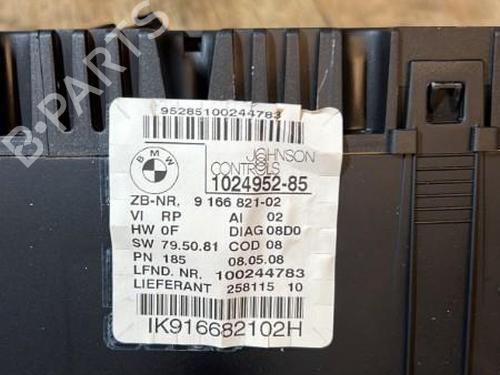 B-PARTS
95285100244783
BMW
JOHNSON
CONTROLS
1024952-85
ZB-NR. 9 166 821-02
VI RP AI 02
HW 0F DIAG 08D0
SW 79.50.81 COD 08
PN 185 08.05.08
LFND. NR. 100244783
LIEFERANT 258115 10
IK916682102H